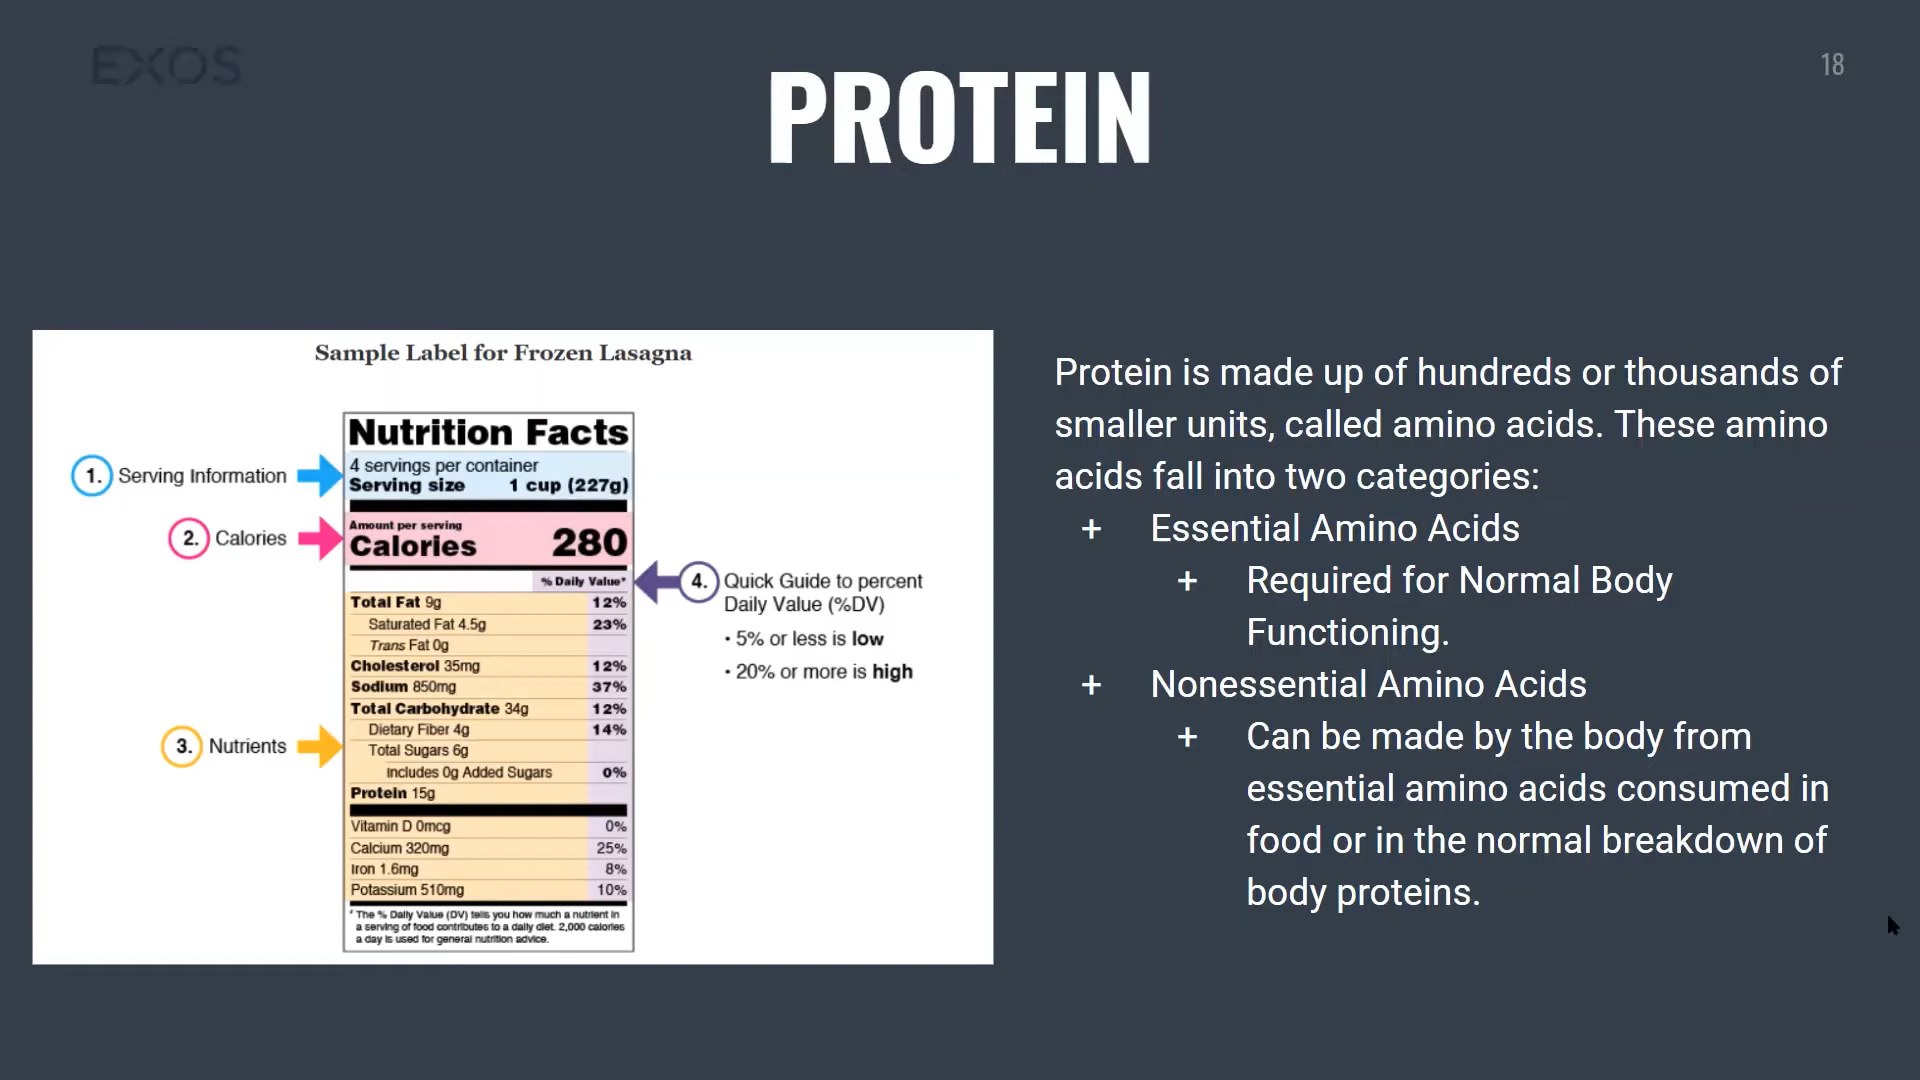 EXOS
18
PROTEIN
Sample Label for Frozen Lasagna
Nutrition Facts
4 servings per container
Serving size 1 cup (227g)
Amount per serving
Calories 280
% Daily Value*
Total Fat 9g 12%
Saturated Fat 4.5g 23%
Trans Fat 0g
Cholesterol 35mg 12%
Sodium 850mg 37%
Total Carbohydrate 34g 12%
Dietary Fiber 4g 14%
Total Sugars 6g
Includes 0g Added Sugars 0%
Protein 15g
Vitamin D 0mcg 0%
Calcium 320mg 25%
Iron 1.6mg 8%
Potassium 510mg 10%
* The % Daily Value (DV) tells you how much a nutrient in
a serving of food contributes to a daily diet. 2,000 calories
a day is used for general nutrition advice.
1. Serving Information
2. Calories
3. Nutrients
4. Quick Guide to percent
Daily Value (%DV)
• 5% or less is low
• 20% or more is high
Protein is made up of hundreds or thousands of
smaller units, called amino acids. These amino
acids fall into two categories:
+ Essential Amino Acids
+ Required for Normal Body
Functioning.
+ Nonessential Amino Acids
+ Can be made by the body from
essential amino acids consumed in
food or in the normal breakdown of
body proteins.